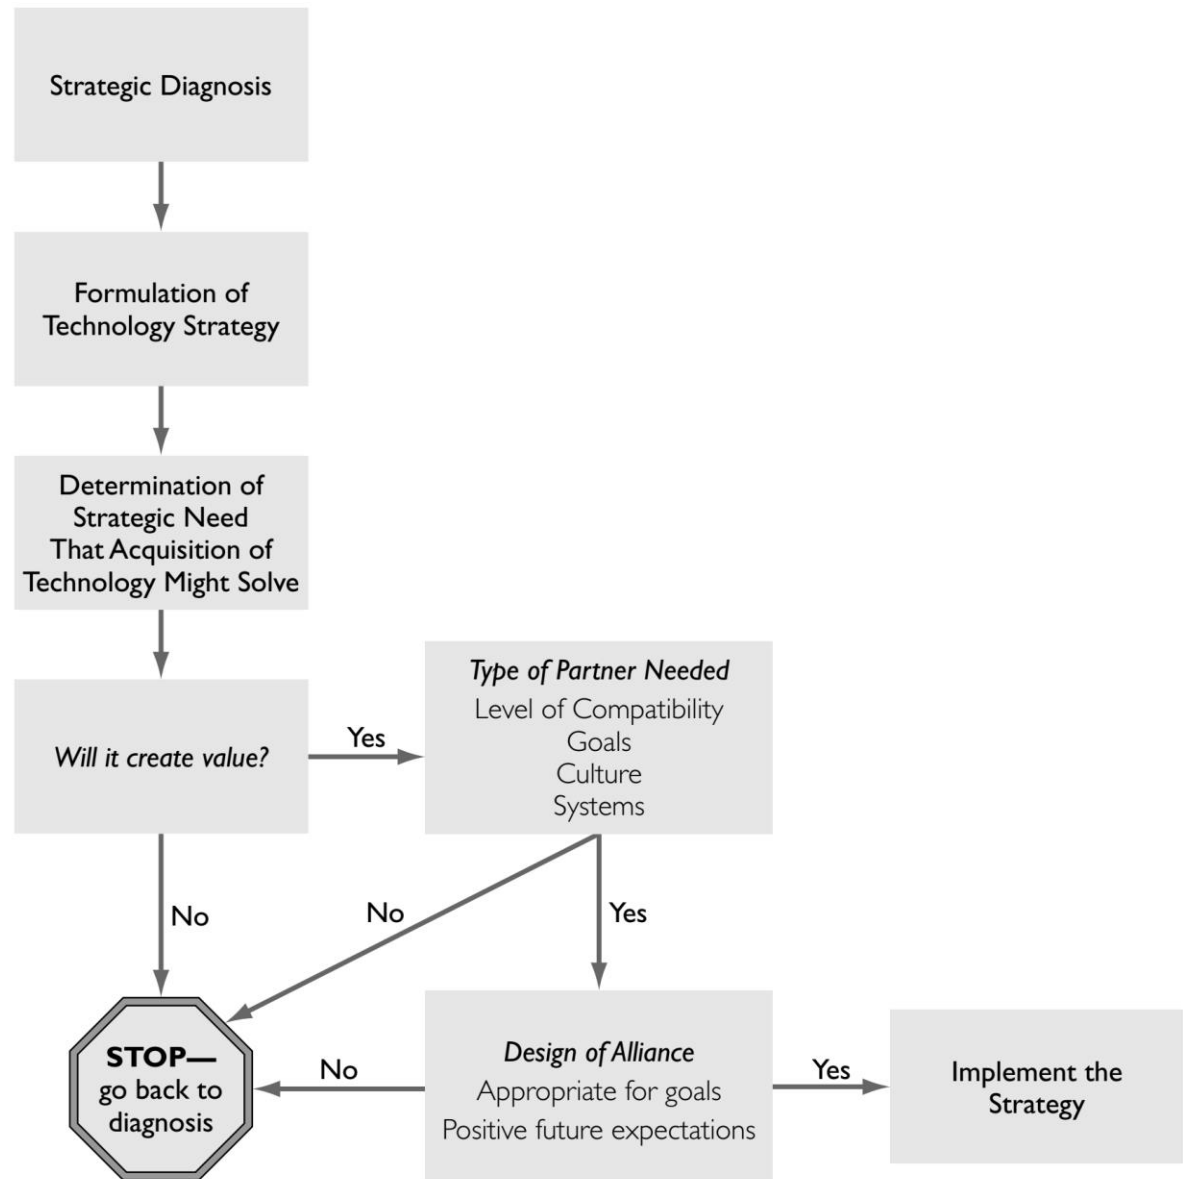 Strategic Diagnosis
Formulation of
Technology Strategy
Determination of
Strategic Need
That Acquisition of
Technology Might Solve
Will it create value?
Yes
Type of Partner Needed
Level of Compatibility
Goals
Culture
Systems
No
No
Yes
STOP—
go back to
diagnosis
No
Design of Alliance
Appropriate for goals
Positive future expectations
Yes
Implement the
Strategy